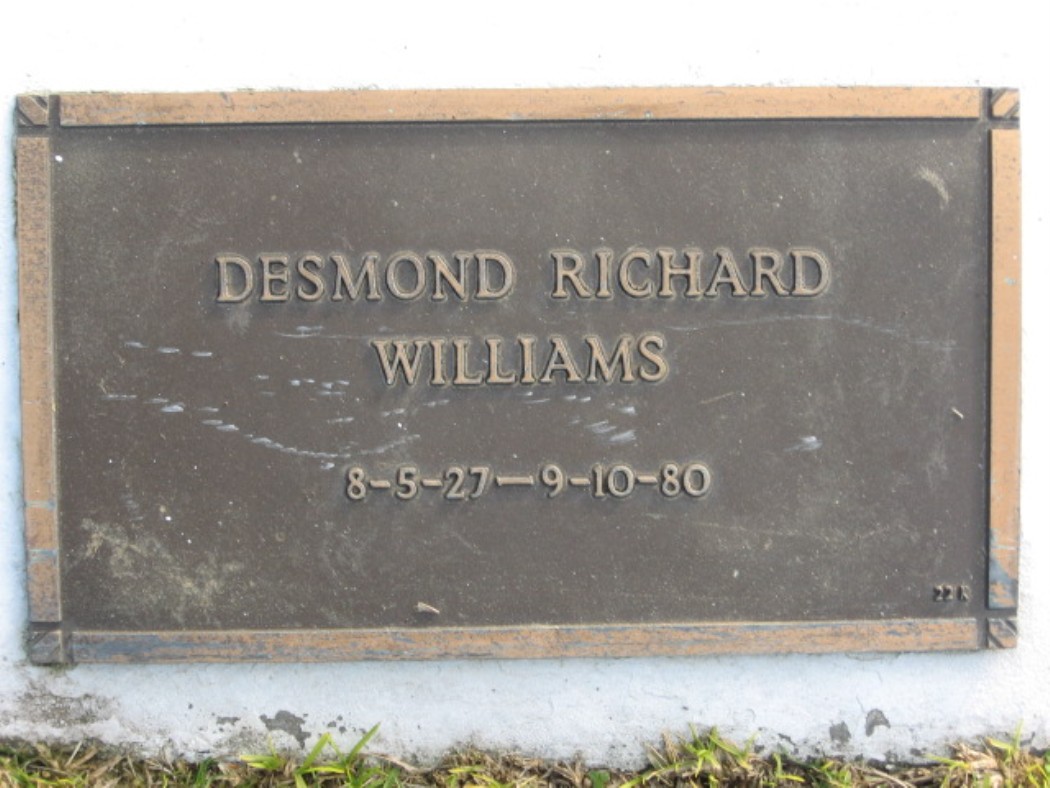 DESMOND RICHARD
WILLIAMS
8-5-27—9-10-80
22 K